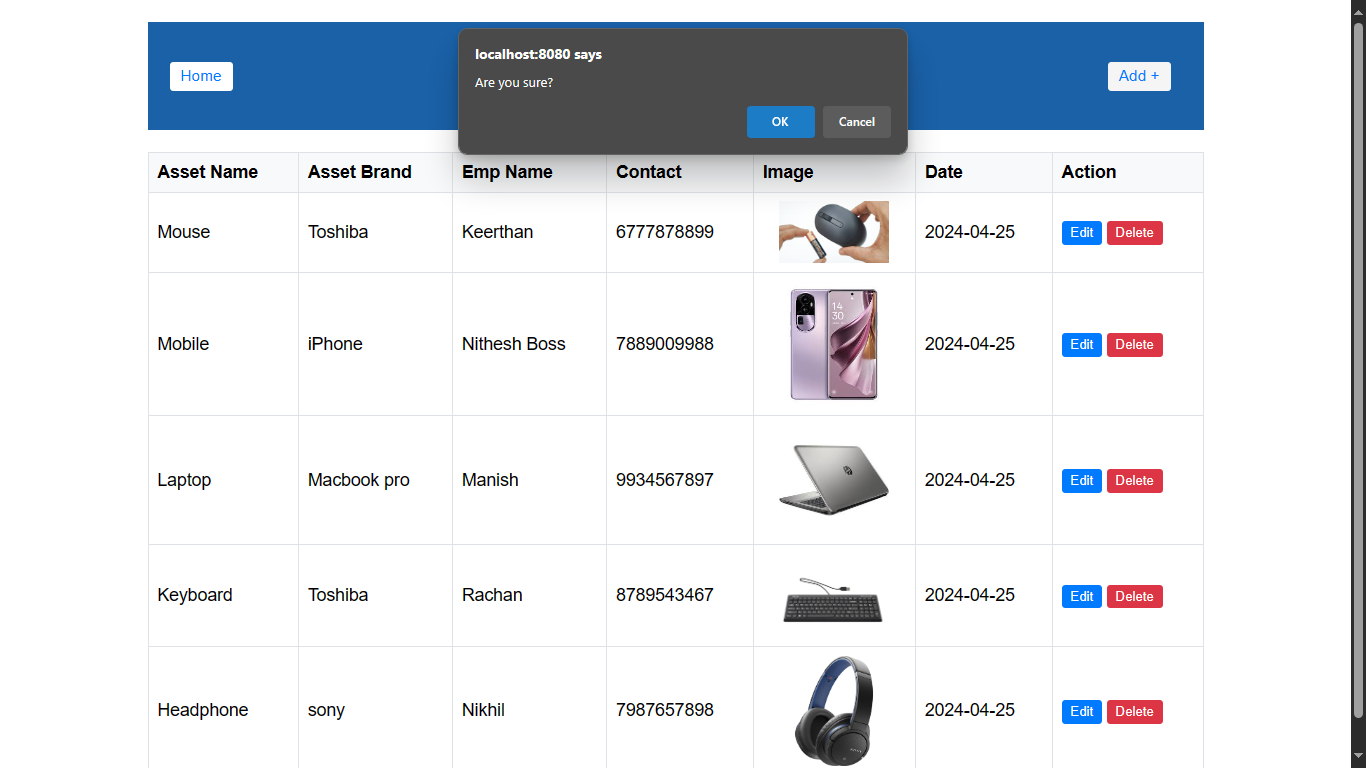 localhost:8080 says
Are you sure?
OK Cancel
Home Add +
Asset Name Asset Brand Emp Name Contact Image Date Action
Mouse Toshiba Keerthan 6777878899 2024-04-25 Edit Delete
14
30
Mobile iPhone Nithesh Boss 7889009988 2024-04-25 Edit Delete
Laptop Macbook pro Manish 9934567897 2024-04-25 Edit Delete
Keyboard Toshiba Rachan 8789543467 2024-04-25 Edit Delete
Headphone sony Nikhil 7987657898 2024-04-25 Edit Delete